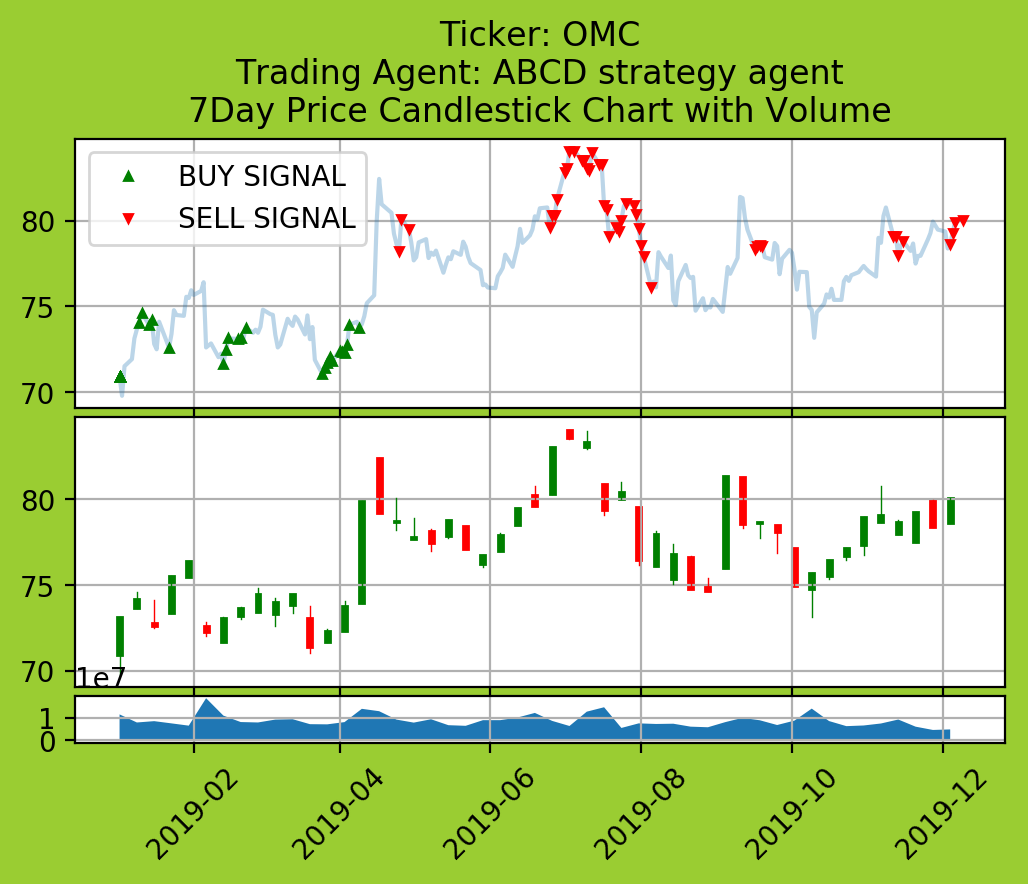 Ticker: OMC
Trading Agent: ABCD strategy agent
7Day Price Candlestick Chart with Volume
BUY SIGNAL
SELL SIGNAL
80
75
70
80
75
70
1e7
1
0
2019-02
2019-04
2019-06
2019-08
2019-10
2019-12